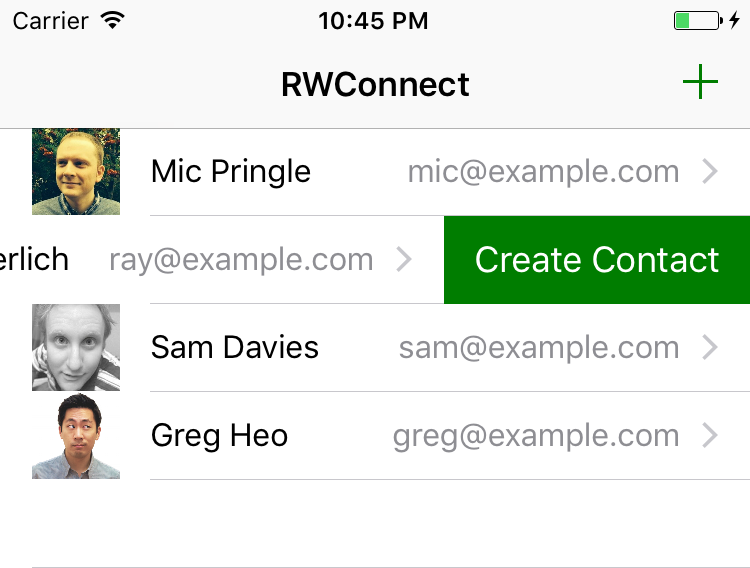 Carrier 10:45 PM
RWConnect
Mic Pringle mic@example.com
erlich ray@example.com Create Contact
Sam Davies sam@example.com
Greg Heo greg@example.com